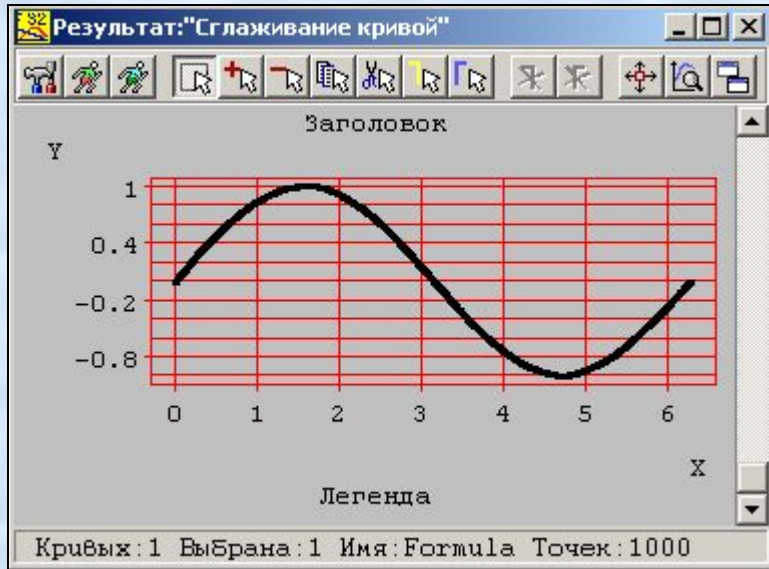 Результат:"Сглаживание кривой"
Заголовок
Y
1
0.4
-0.2
-0.8
0 1 2 3 4 5 6
X
Легенда
Кривых:1 Выбрана:1 Имя:Formula Точек:1000